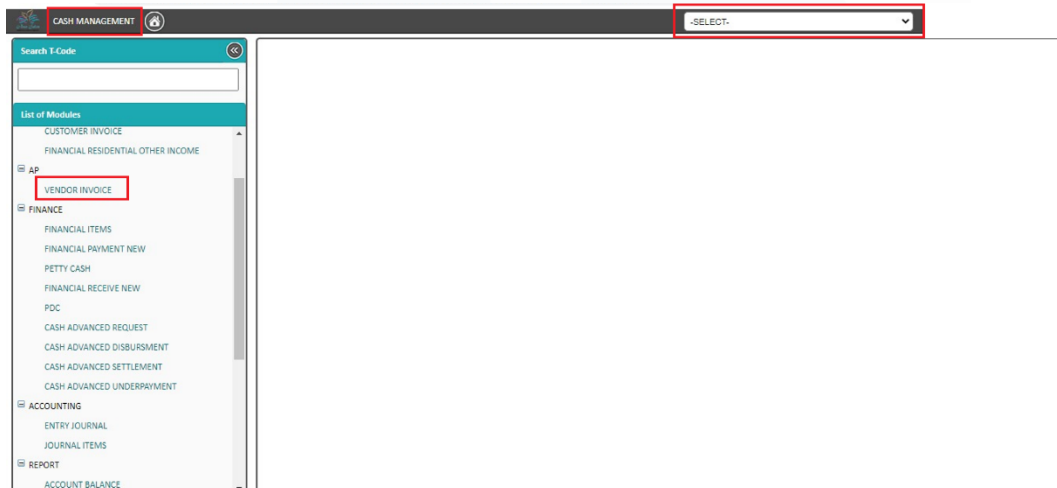 CASH MANAGEMENT
-SELECT-
Search T-Code
List of Modules
CUSTOMER INVOICE
FINANCIAL RESIDENTIAL OTHER INCOME
AP
VENDOR INVOICE
FINANCE
FINANCIAL ITEMS
FINANCIAL PAYMENT NEW
PETTY CASH
FINANCIAL RECEIVE NEW
PDC
CASH ADVANCED REQUEST
CASH ADVANCED DISBURSMENT
CASH ADVANCED SETTLEMENT
CASH ADVANCED UNDERPAYMENT
ACCOUNTING
ENTRY JOURNAL
JOURNAL ITEMS
REPORT
ACCOUNT BALANCE